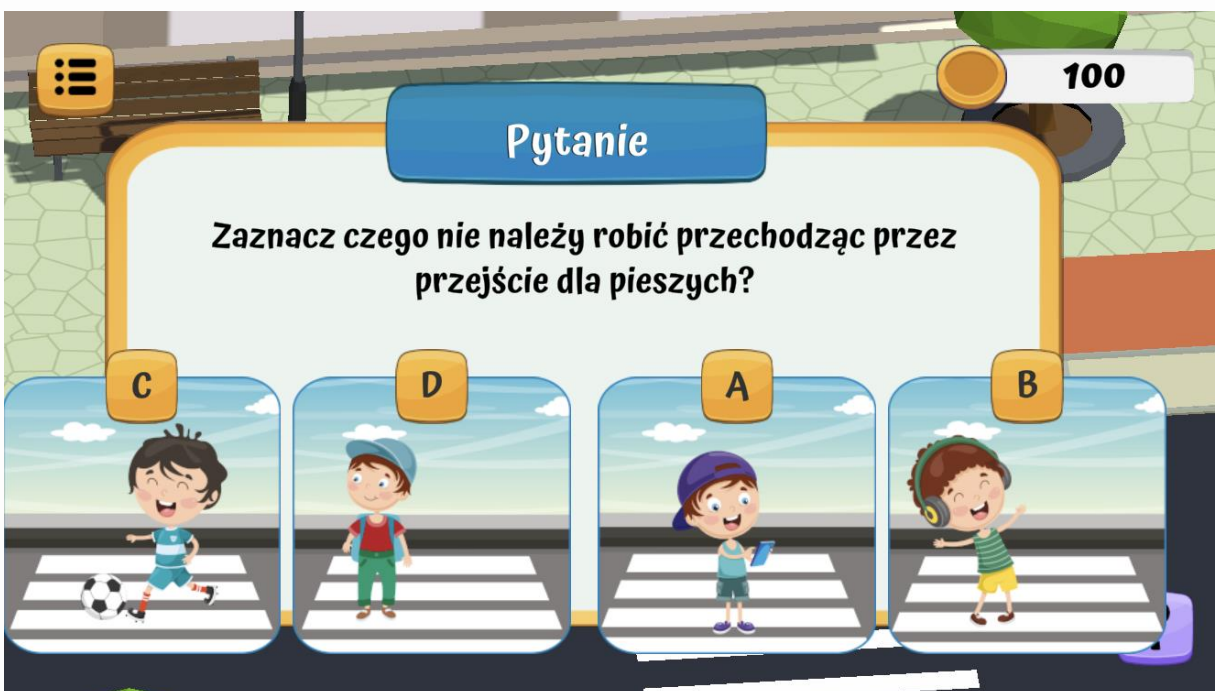 100
Pytanie
Zaznacz czego nie należy robić przechodząc przez
przejście dla pieszych?
C
D
A
B